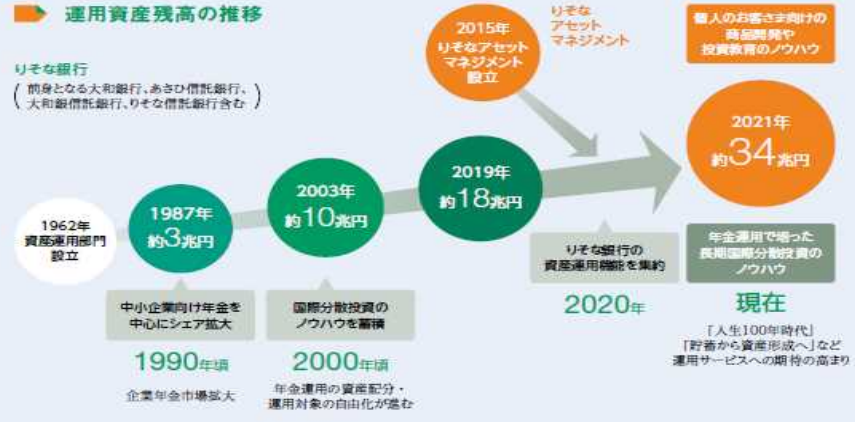 運用資産残高の推移
りそな銀行
(前身となる大和銀行、あさひ信託銀行、
大和銀信託銀行、りそな信託銀行含む)
1962年
資産運用部門
設立
1987年
約3兆円
2003年
約10兆円
2019年
約18兆円
2015年
りそなアセット
マネジメント
設立
りそな
アセット
マネジメント
個人のお客さま向けの
商品開発や
投資教育のノウハウ
2021年
約34兆円
年金運用で培った
長期国際分散投資の
ノウハウ
中小企業向け年金を
中心にシェア拡大
1990年頃
企業年金市場拡大
国際分散投資の
ノウハウを蓄積
2000年頃
年金運用の資産配分・
運用対象の自由化が進む
りそな銀行の
資産運用機能を集約
2020年
現在
「人生100年時代」
「貯蓄から資産形成へ」など
運用サービスへの期待の高まり